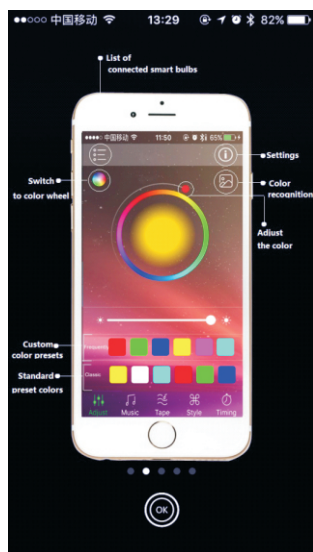 中国移动 13:29 82%
List of
connected smart bulbs
中国移动 11:50 65%
Settings
Switch
to color wheel
Color
recognition
Adjust
the color
Custom
color presets
Frequently
Standard
preset colors
Classic
Adjust Music Tape Style Timing
OK